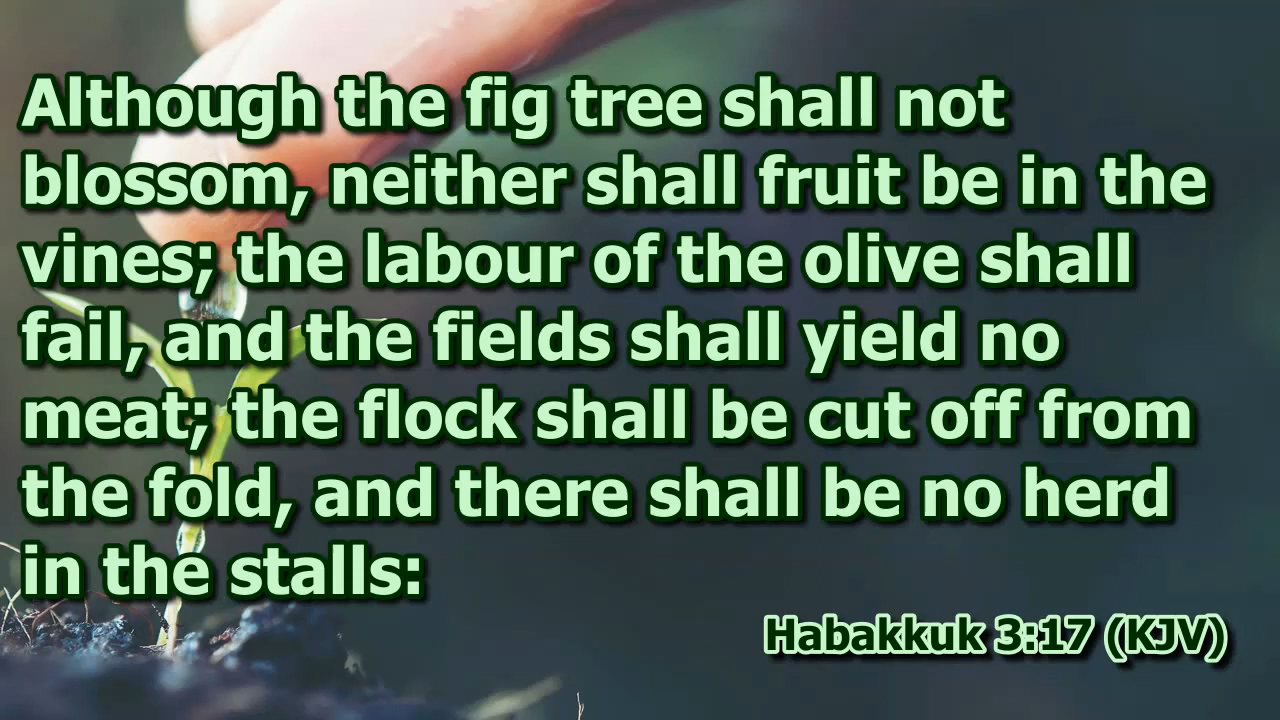 Although the fig tree shall not
blossom, neither shall fruit be in the
vines; the labour of the olive shall
fail, and the fields shall yield no
meat; the flock shall be cut off from
the fold, and there shall be no herd
in the stalls:
Habakkuk 3:17 (KJV)